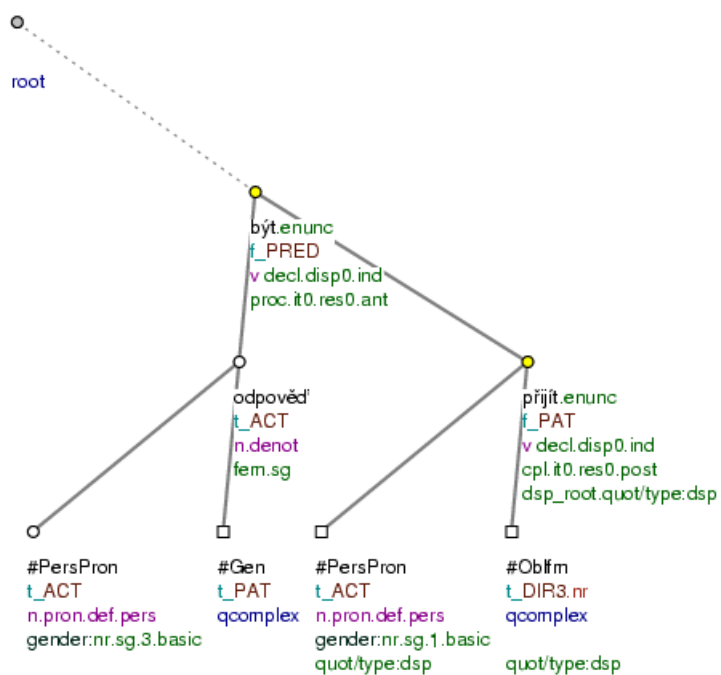 root
být.enunc
f_PRED
v decl.disp0.ind
proc.it0.res0.ant
odpověď
t_ACT
n.denot
fem.sg
přijít.enunc
f_PAT
v decl.disp0.ind
cpl.it0.res0.post
dsp_root.quot/type:dsp
#PersPron
t_ACT
n.pron.def.pers
gender:nr.sg.3.basic
#Gen
t_PAT
qcomplex
#PersPron
t_ACT
n.pron.def.pers
gender:nr.sg.1.basic
quot/type:dsp
#Oblfm
t_DIR3.nr
qcomplex
quot/type:dsp